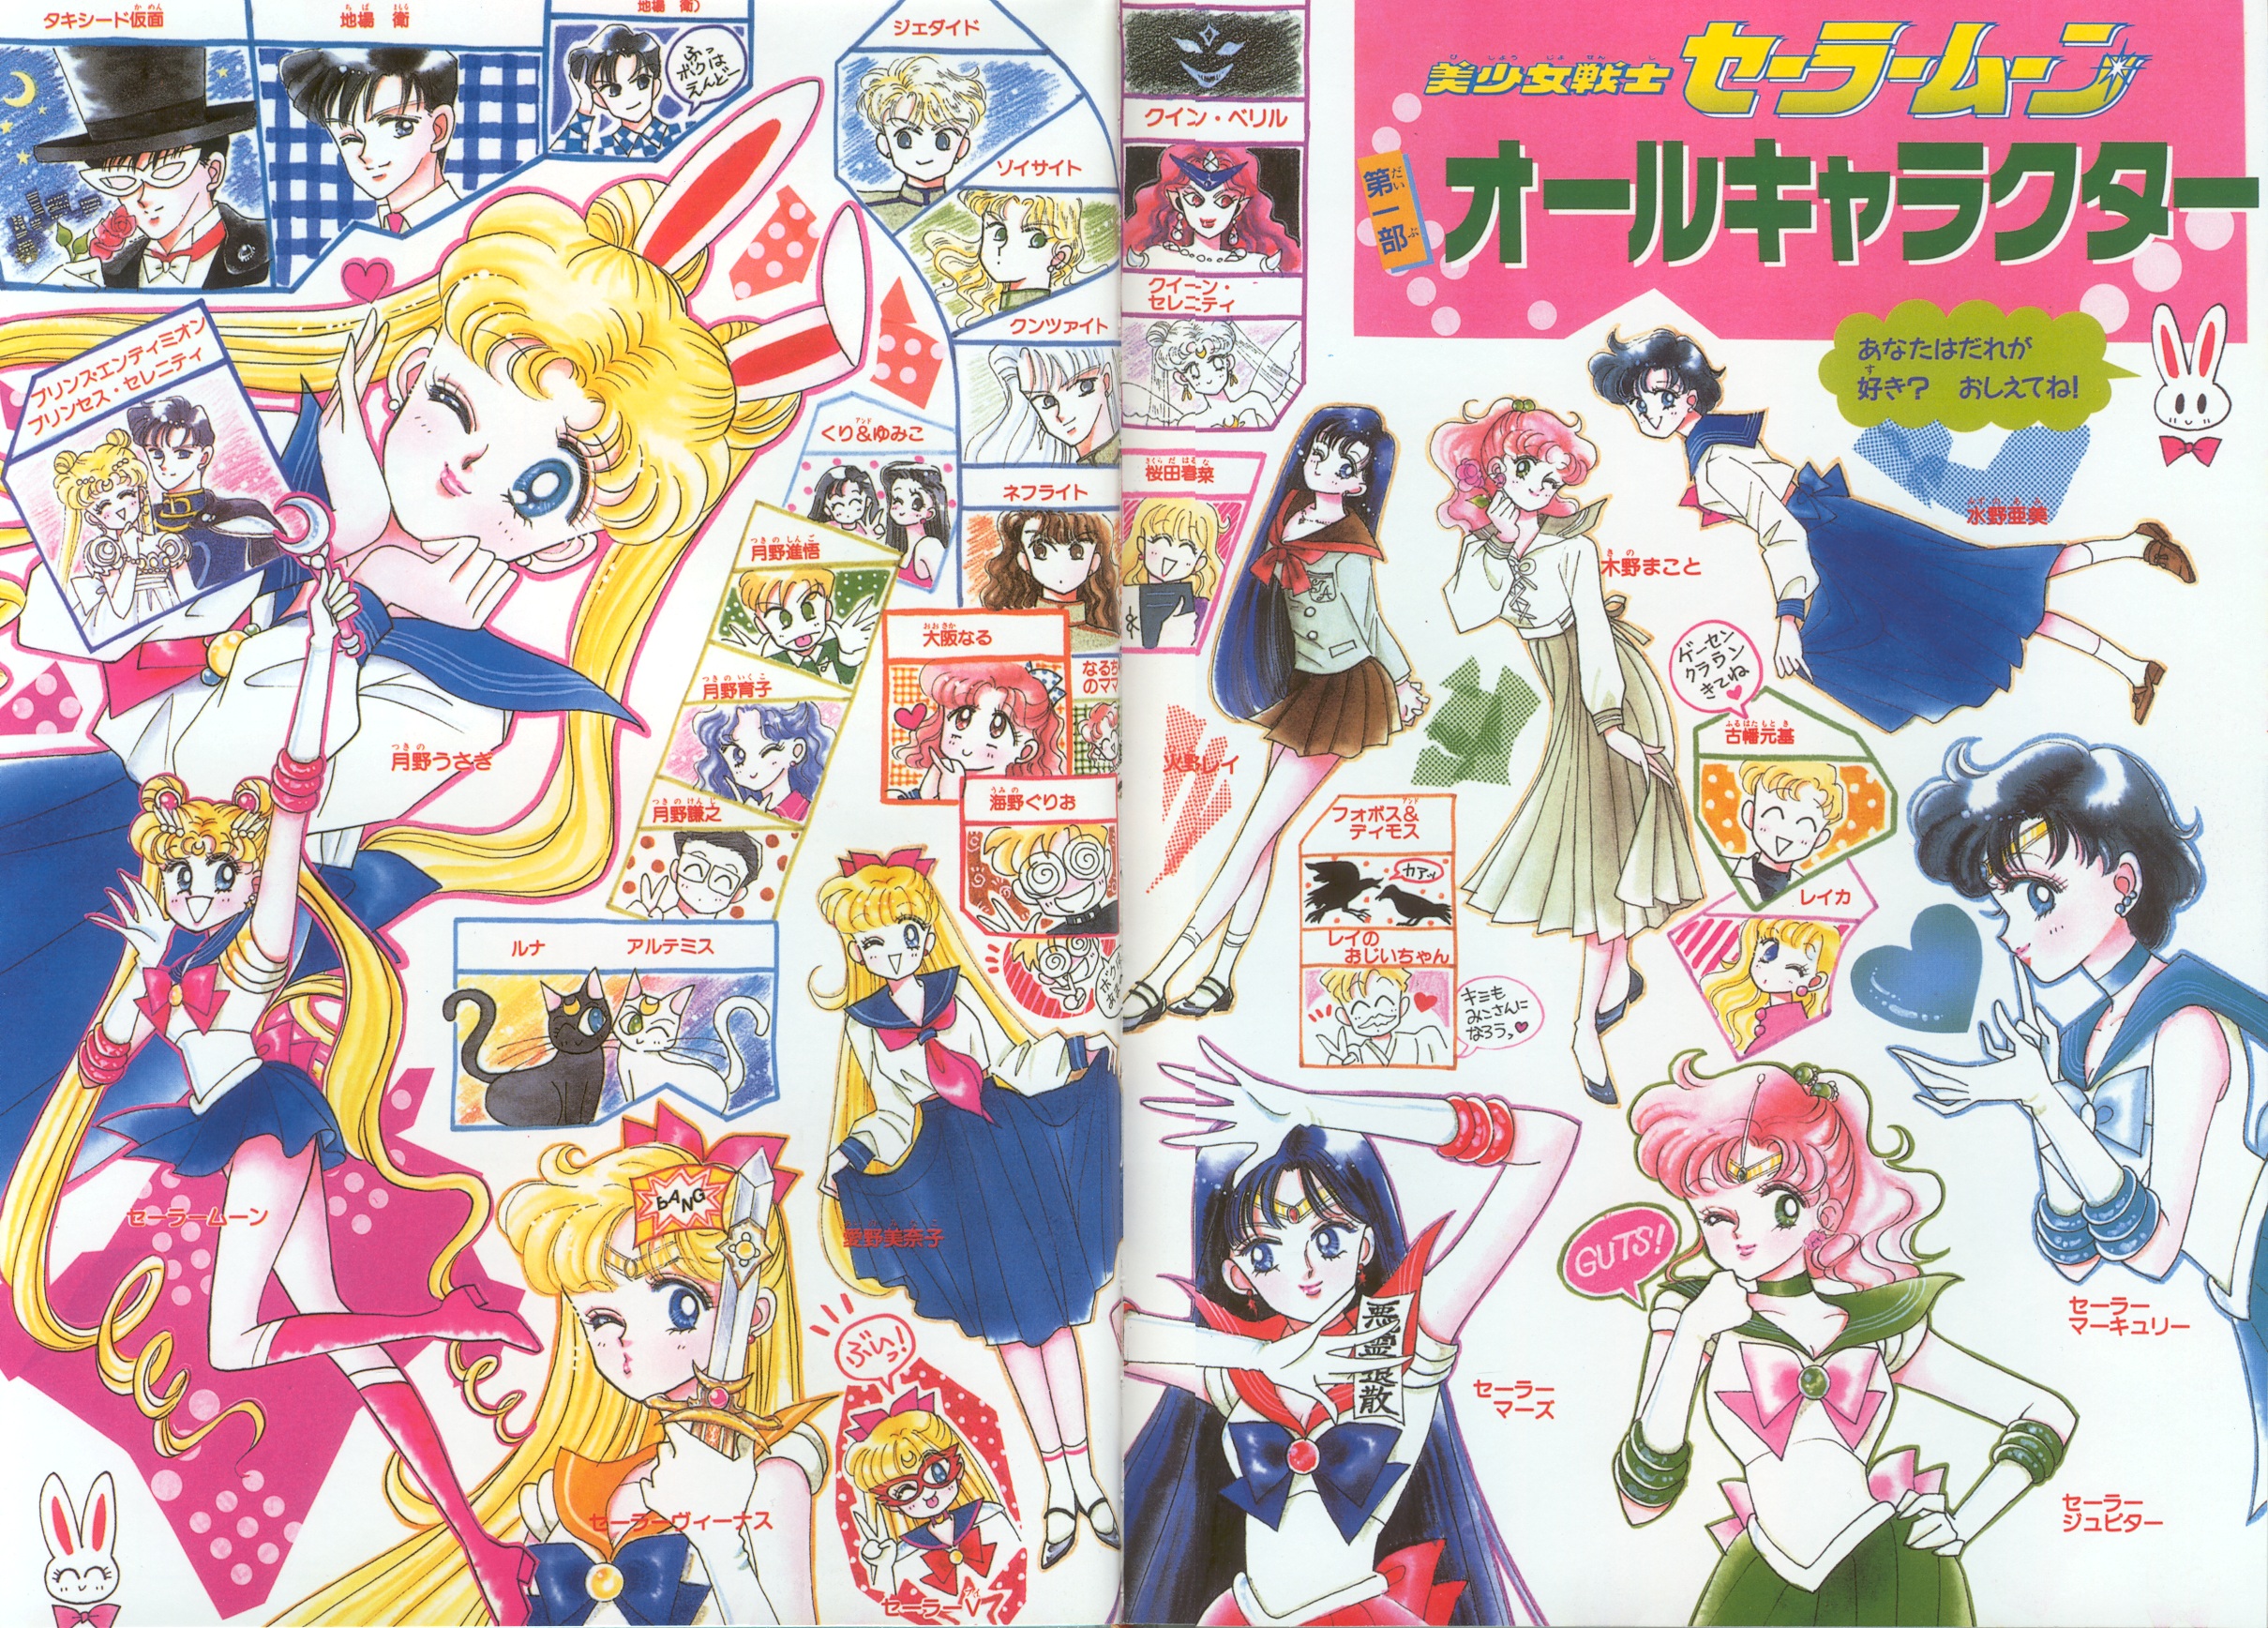 美少女戦士
セーラームーン
第一部
オールキャラクター
あなたはだれが
好き? おしえてね!
タキシード仮面
地場 衛
地場 衛)
ふっ
ボクは
えんどー
ジェダイド
ゾイサイト
クンツァイト
ネフライト
クイン・ベリル
クイーン・
セレニティ
プリンス・エンディミオン
プリンセス・セレニティ
くり&ゆみこ
月野進悟
月野育子
月野謙之
大阪なる
なるち
のママ
海野ぐりお
桜田春菜
月野うさぎ
火野レイ
木野まこと
水野亜美
ゲーセン
クラウン
きてね
古幡元基
レイカ
フォボス&
ディモス
カアッ
レイの
おじいちゃん
キミも
みこさんに
なろうっ
ルナ アルテミス
セーラームーン
愛野美奈子
BANG
セーラーヴィーナス
ぶいっ!
セーラーV
悪霊退散
セーラー
マーズ
GUTS!
セーラー
マーキュリー
セーラー
ジュピター